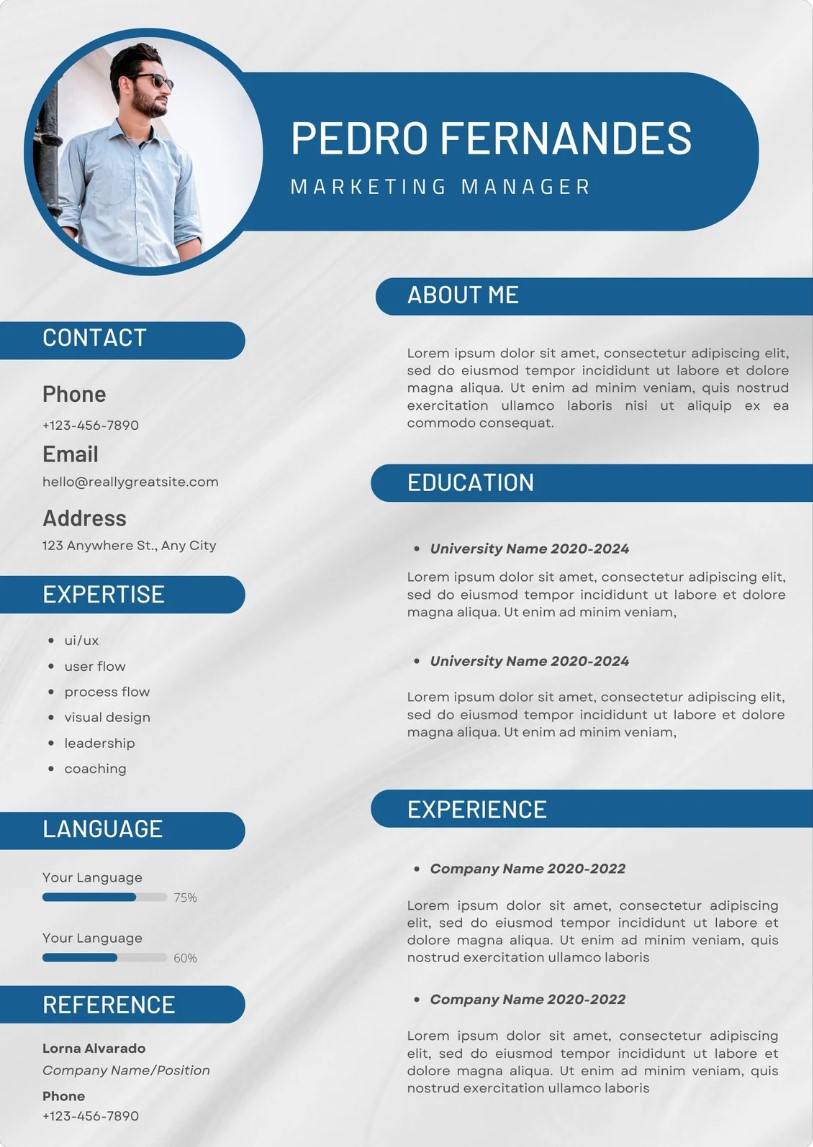 PEDRO FERNANDES
MARKETING MANAGER
CONTACT
Phone
+123-456-7890
Email
hello@reallygreatsite.com
Address
123 Anywhere St., Any City
EXPERTISE
• ui/ux
• user flow
• process flow
• visual design
• leadership
• coaching
LANGUAGE
Your Language
75%
Your Language
60%
REFERENCE
Lorna Alvarado
Company Name/Position
Phone
+123-456-7890
ABOUT ME
Lorem ipsum dolor sit amet, consectetur adipiscing elit,
sed do eiusmod tempor incididunt ut labore et dolore
magna aliqua. Ut enim ad minim veniam, quis nostrud
exercitation ullamco laboris nisi ut aliquip ex ea
commodo consequat.
EDUCATION
• University Name 2020-2024
Lorem ipsum dolor sit amet, consectetur adipiscing elit,
sed do eiusmod tempor incididunt ut labore et dolore
magna aliqua. Ut enim ad minim veniam,
• University Name 2020-2024
Lorem ipsum dolor sit amet, consectetur adipiscing elit,
sed do eiusmod tempor incididunt ut labore et dolore
magna aliqua. Ut enim ad minim veniam,
EXPERIENCE
• Company Name 2020-2022
Lorem ipsum dolor sit amet, consectetur adipiscing
elit, sed do eiusmod tempor incididunt ut labore et
dolore magna aliqua. Ut enim ad minim veniam, quis
nostrud exercitation ullamco laboris
• Company Name 2020-2022
Lorem ipsum dolor sit amet, consectetur adipiscing
elit, sed do eiusmod tempor incididunt ut labore et
dolore magna aliqua. Ut enim ad minim veniam, quis
nostrud exercitation ullamco laboris